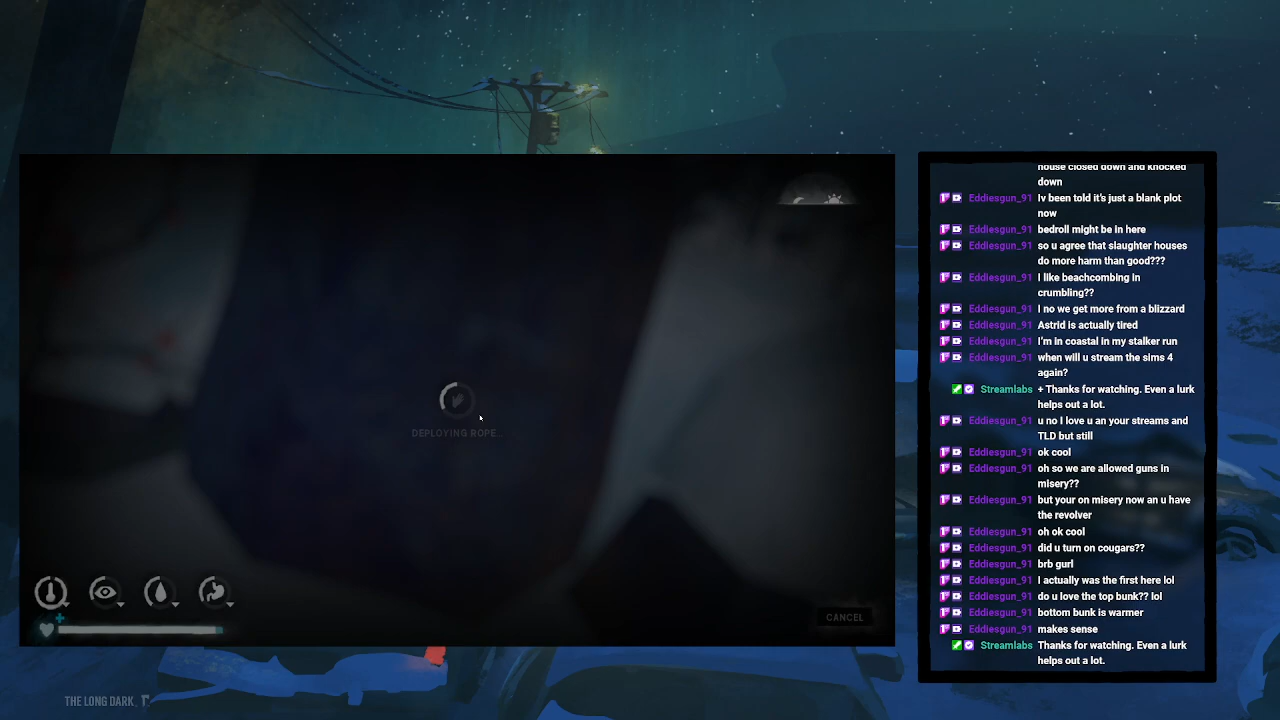 DEPLOYING ROPE...
CANCEL
THE LONG DARK
house closed down and knocked
down
Eddiesgun_91 Iv been told it's just a blank plot
now
Eddiesgun_91 bedroll might be in here
Eddiesgun_91 so u agree that slaughter houses
do more harm than good???
Eddiesgun_91 I like beachcombing in
crumbling??
Eddiesgun_91 I no we get more from a blizzard
Eddiesgun_91 Astrid is actually tired
Eddiesgun_91 I'm in coastal in my stalker run
Eddiesgun_91 when will u stream the sims 4
again?
Streamlabs + Thanks for watching. Even a lurk
helps out a lot.
Eddiesgun_91 u no I love u an your streams and
TLD but still
Eddiesgun_91 ok cool
Eddiesgun_91 oh so we are allowed guns in
misery??
Eddiesgun_91 but your on misery now an u have
the revolver
Eddiesgun_91 oh ok cool
Eddiesgun_91 did u turn on cougars??
Eddiesgun_91 brb gurl
Eddiesgun_91 I actually was the first here lol
Eddiesgun_91 do u love the top bunk?? lol
Eddiesgun_91 bottom bunk is warmer
Eddiesgun_91 makes sense
Streamlabs Thanks for watching. Even a lurk
helps out a lot.